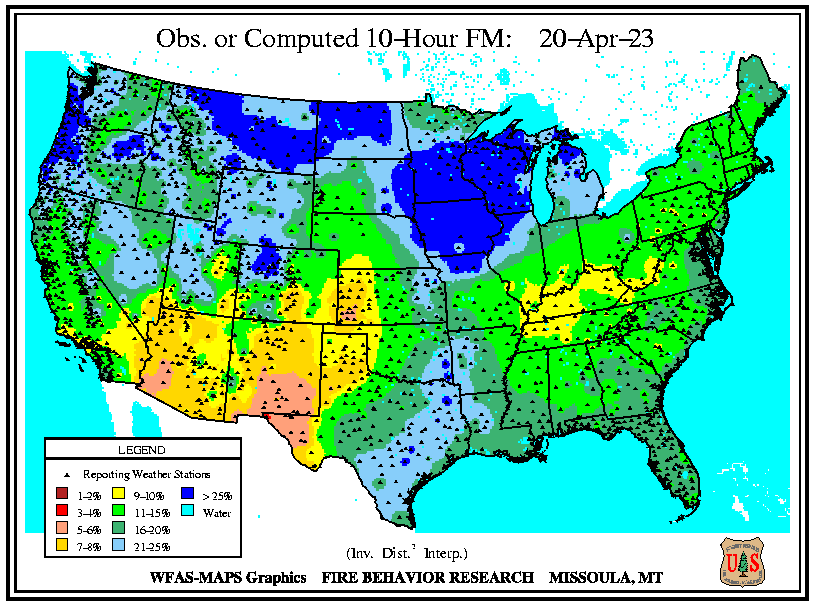 Obs. or Computed 10-Hour FM: 20-Apr-23
LEGEND
Reporting Weather Stations
1-2% 9-10% > 25%
3-4% 11-15% Water
5-6% 16-20%
7-8% 21-25%
(Inv. Dist.² Interp.)
WFAS-MAPS Graphics FIRE BEHAVIOR RESEARCH MISSOULA, MT
U S